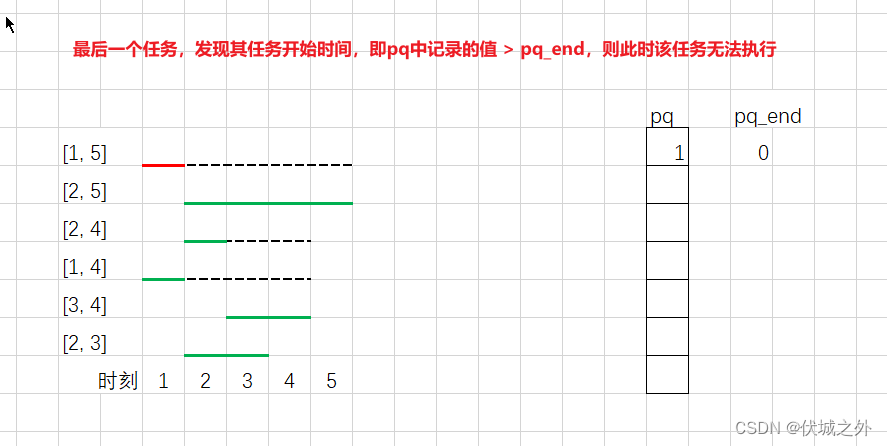 最后一个任务，发现其任务开始时间，即pq中记录的值 > pq_end，则此时该任务无法执行
pq pq_end
[1, 5] 1 0
[2, 5]
[2, 4]
[1, 4]
[3, 4]
[2, 3]
时刻 1 2 3 4 5
CSDN @伏城之外